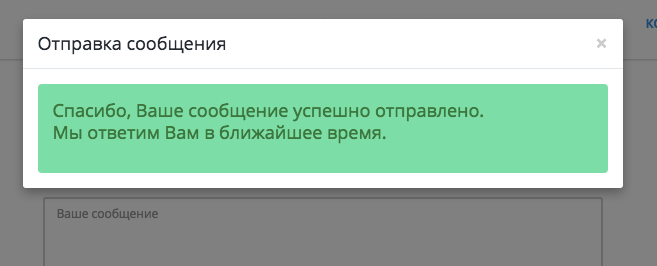 Отправка сообщения
×
Спасибо, Ваше сообщение успешно отправлено.
Мы ответим Вам в ближайшее время.
Ваше сообщение